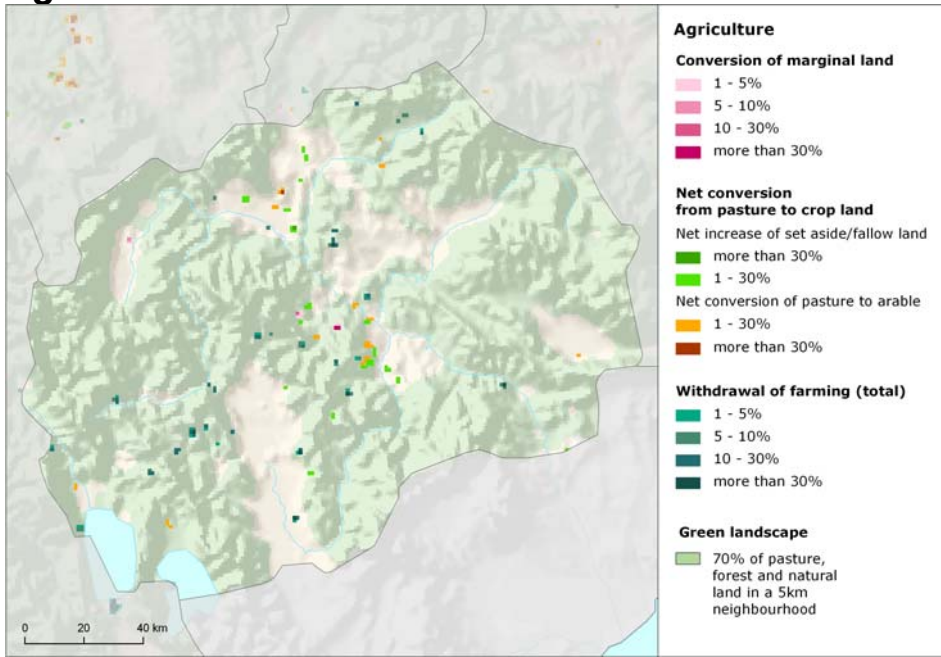 Agriculture
Conversion of marginal land
1 - 5%
5 - 10%
10 - 30%
more than 30%
Net conversion
from pasture to crop land
Net increase of set aside/fallow land
more than 30%
1 - 30%
Net conversion of pasture to arable
1 - 30%
more than 30%
Withdrawal of farming (total)
1 - 5%
5 - 10%
10 - 30%
more than 30%
Green landscape
70% of pasture,
forest and natural
land in a 5km
neighbourhood
0 20 40 km